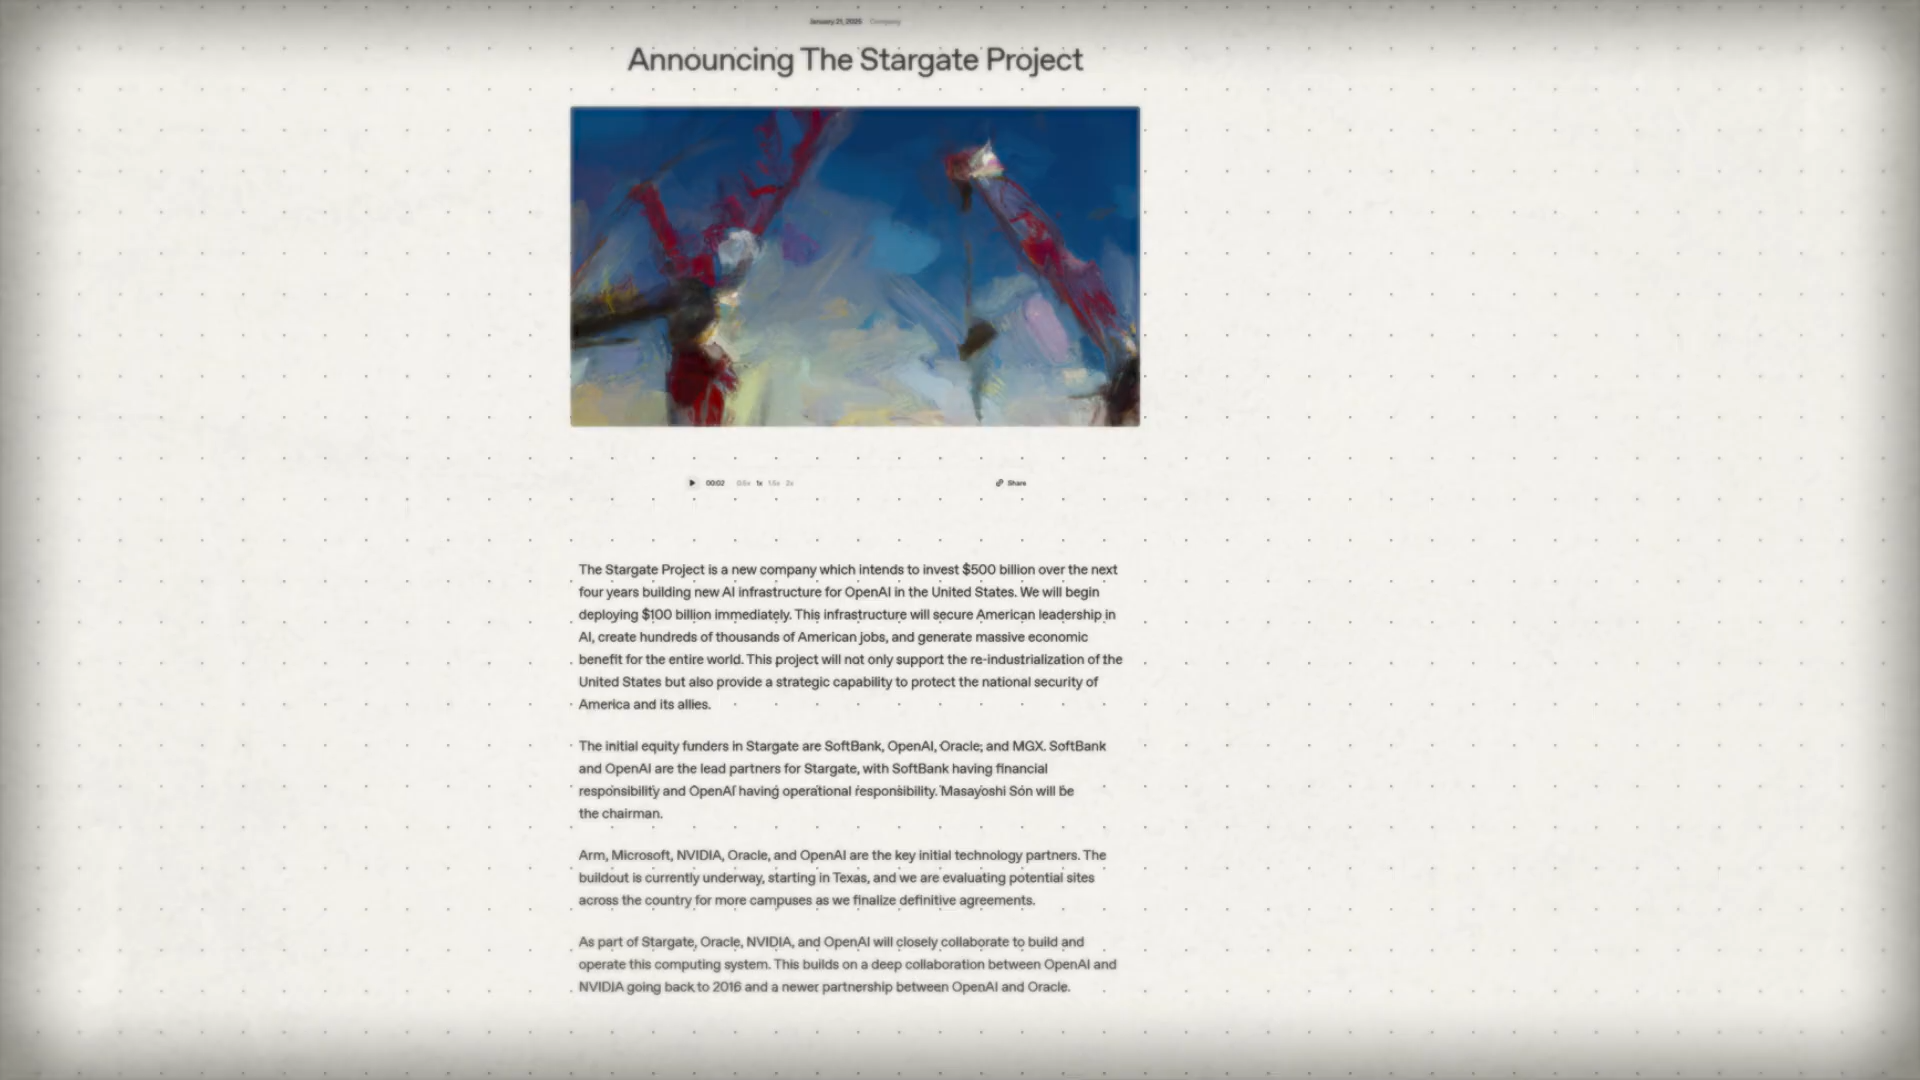 January 21, 2025 Company
Announcing The Stargate Project
00:02 0.5x 1x 1.5x 2x
Share
The Stargate Project is a new company which intends to invest $500 billion over the next
four years building new AI infrastructure for OpenAI in the United States. We will begin
deploying $100 billion immediately. This infrastructure will secure American leadership in
AI, create hundreds of thousands of American jobs, and generate massive economic
benefit for the entire world. This project will not only support the re-industrialization of the
United States but also provide a strategic capability to protect the national security of
America and its allies.
The initial equity funders in Stargate are SoftBank, OpenAI, Oracle, and MGX. SoftBank
and OpenAI are the lead partners for Stargate, with SoftBank having financial
responsibility and OpenAI having operational responsibility. Masayoshi Son will be
the chairman.
Arm, Microsoft, NVIDIA, Oracle, and OpenAI are the key initial technology partners. The
buildout is currently underway, starting in Texas, and we are evaluating potential sites
across the country for more campuses as we finalize definitive agreements.
As part of Stargate, Oracle, NVIDIA, and OpenAI will closely collaborate to build and
operate this computing system. This builds on a deep collaboration between OpenAI and
NVIDIA going back to 2016 and a newer partnership between OpenAI and Oracle.